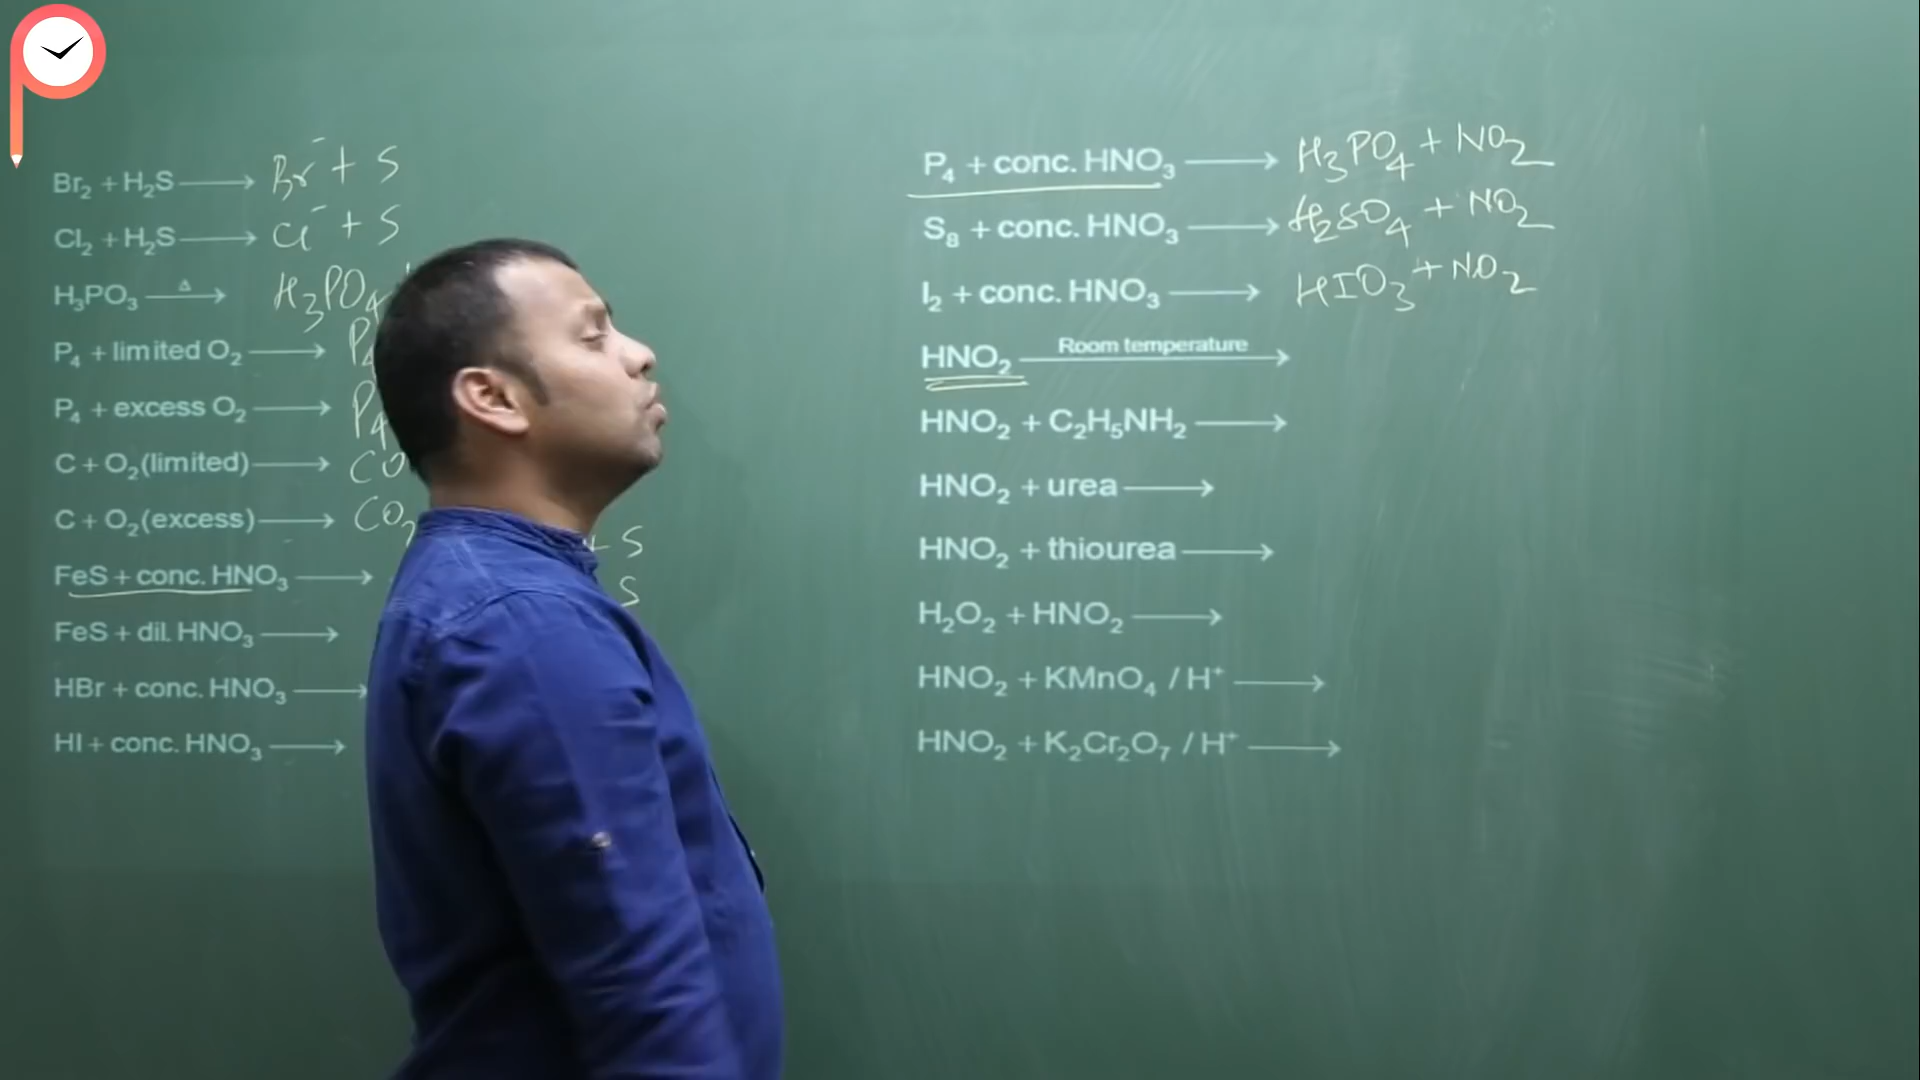 Br₂ + H₂S ⟶ Br⁻ + S
Cl₂ + H₂S ⟶ Cl⁻ + S
H₃PO₃ —Δ→ H₃PO₄
P₄ + limited O₂ ⟶ P₄
P₄ + excess O₂ ⟶ P₄
C + O₂(limited) ⟶ CO
C + O₂(excess) ⟶ CO₂
FeS + conc. HNO₃ ⟶ + S
FeS + dil. HNO₃ ⟶ S
HBr + conc. HNO₃ ⟶
HI + conc. HNO₃ ⟶
P₄ + conc. HNO₃ ⟶ H₃PO₄ + NO₂
S₈ + conc. HNO₃ ⟶ H₂SO₄ + NO₂
I₂ + conc. HNO₃ ⟶ HIO₃ + NO₂
HNO₂ —Room temperature→
HNO₂ + C₂H₅NH₂ ⟶
HNO₂ + urea ⟶
HNO₂ + thiourea ⟶
H₂O₂ + HNO₂ ⟶
HNO₂ + KMnO₄ / H⁺ ⟶
HNO₂ + K₂Cr₂O₇ / H⁺ ⟶